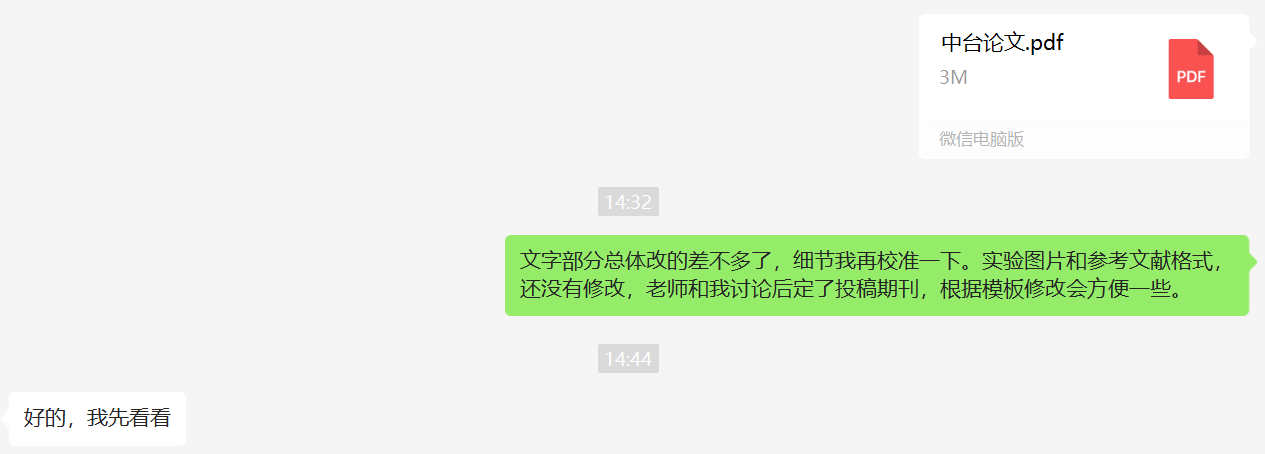 中台论文.pdf
3M
PDF
微信电脑版
14:32
文字部分总体改的差不多了，细节我再校准一下。实验图片和参考文献格式，
还没有修改，老师和我讨论后定了投稿期刊，根据模板修改会方便一些。
14:44
好的，我先看看